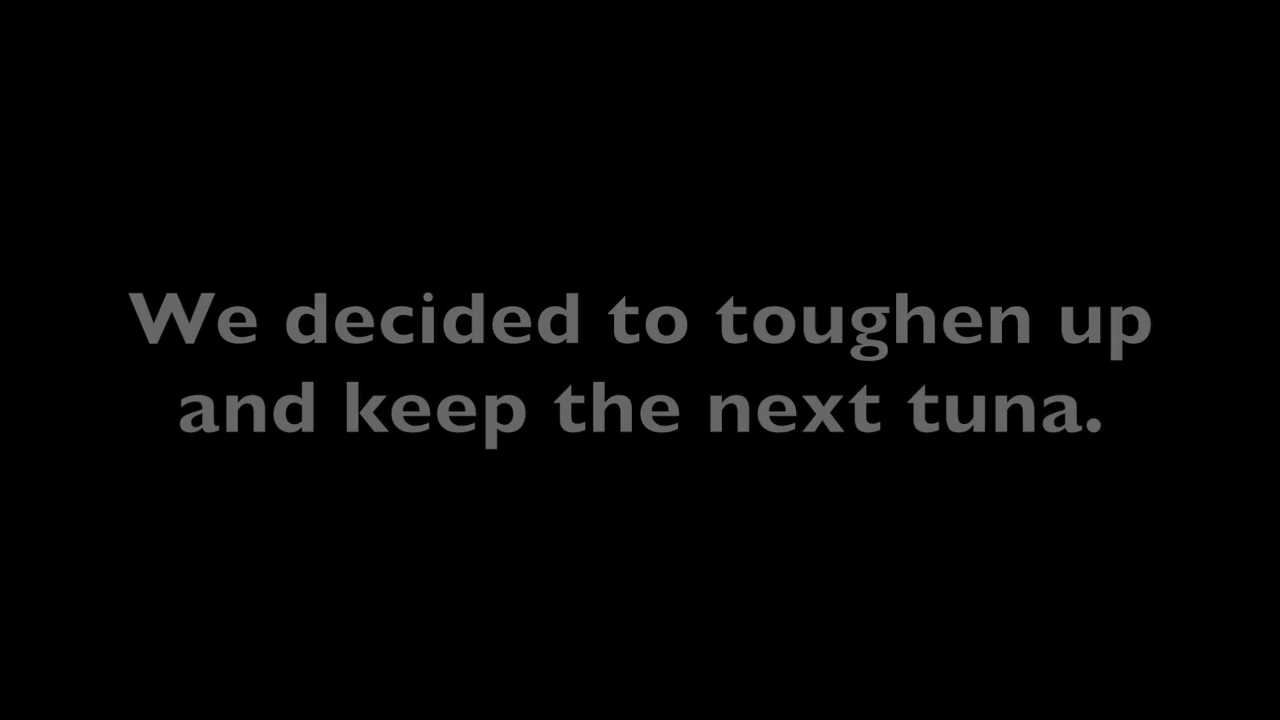 We decided to toughen up
and keep the next tuna.